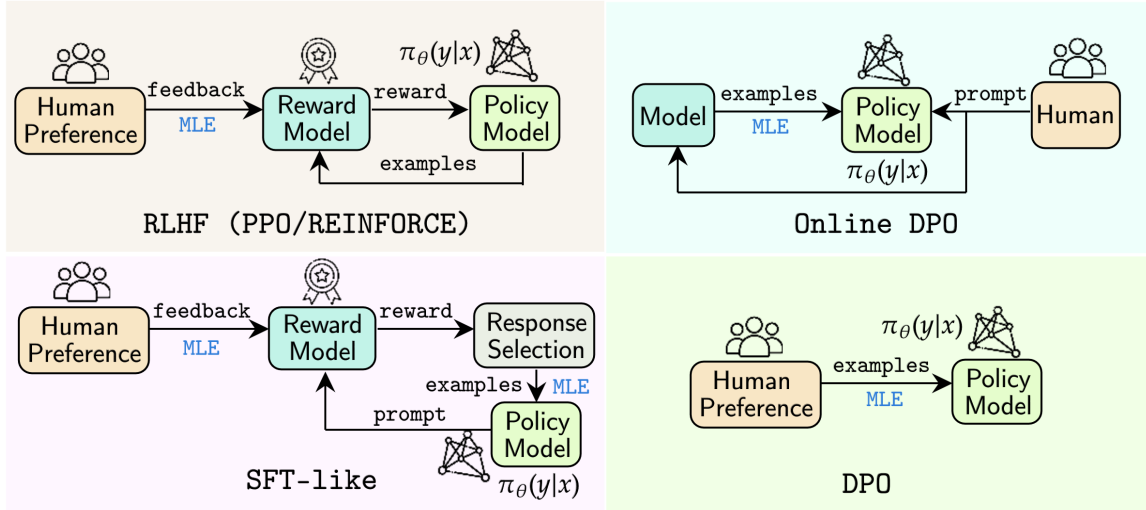 Human
Preference
feedback
MLE
Reward
Model
reward
πθ(y|x)
Policy
Model
examples
RLHF (PPO/REINFORCE)
Model
examples
MLE
Policy
Model
πθ(y|x)
prompt
Human
Online DPO
Human
Preference
feedback
MLE
Reward
Model
reward
Response
Selection
examples
MLE
prompt
Policy
Model
πθ(y|x)
SFT-like
Human
Preference
examples
MLE
πθ(y|x)
Policy
Model
DPO